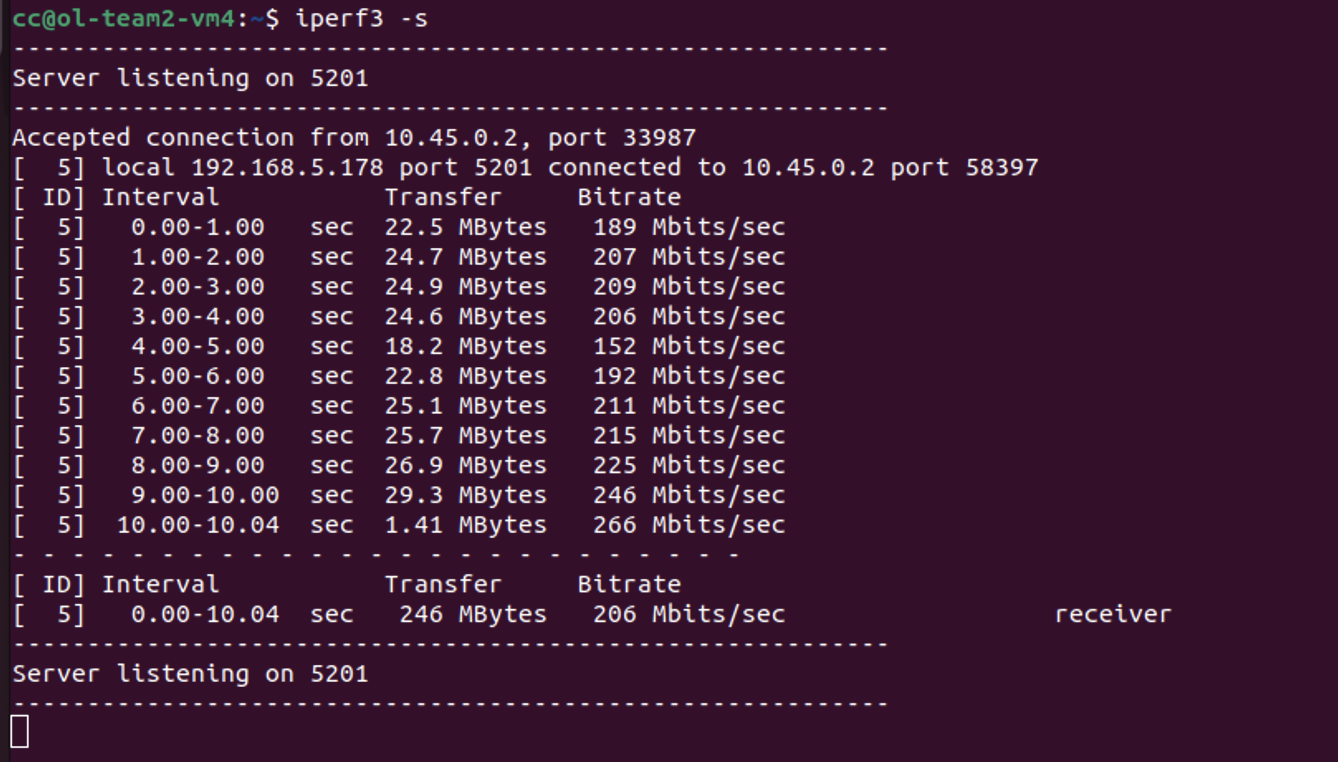 cc@ol-team2-vm4:~$ iperf3 -s
-----------------------------------------------------------
Server listening on 5201
-----------------------------------------------------------
Accepted connection from 10.45.0.2, port 33987
[  5] local 192.168.5.178 port 5201 connected to 10.45.0.2 port 58397
[ ID] Interval           Transfer     Bitrate
[  5]   0.00-1.00   sec  22.5 MBytes   189 Mbits/sec
[  5]   1.00-2.00   sec  24.7 MBytes   207 Mbits/sec
[  5]   2.00-3.00   sec  24.9 MBytes   209 Mbits/sec
[  5]   3.00-4.00   sec  24.6 MBytes   206 Mbits/sec
[  5]   4.00-5.00   sec  18.2 MBytes   152 Mbits/sec
[  5]   5.00-6.00   sec  22.8 MBytes   192 Mbits/sec
[  5]   6.00-7.00   sec  25.1 MBytes   211 Mbits/sec
[  5]   7.00-8.00   sec  25.7 MBytes   215 Mbits/sec
[  5]   8.00-9.00   sec  26.9 MBytes   225 Mbits/sec
[  5]   9.00-10.00  sec  29.3 MBytes   246 Mbits/sec
[  5]  10.00-10.04  sec  1.41 MBytes   266 Mbits/sec
- - - - - - - - - - - - - - - - - - - - - - - - -
[ ID] Interval           Transfer     Bitrate
[  5]   0.00-10.04  sec   246 MBytes   206 Mbits/sec                  receiver
-----------------------------------------------------------
Server listening on 5201
-----------------------------------------------------------